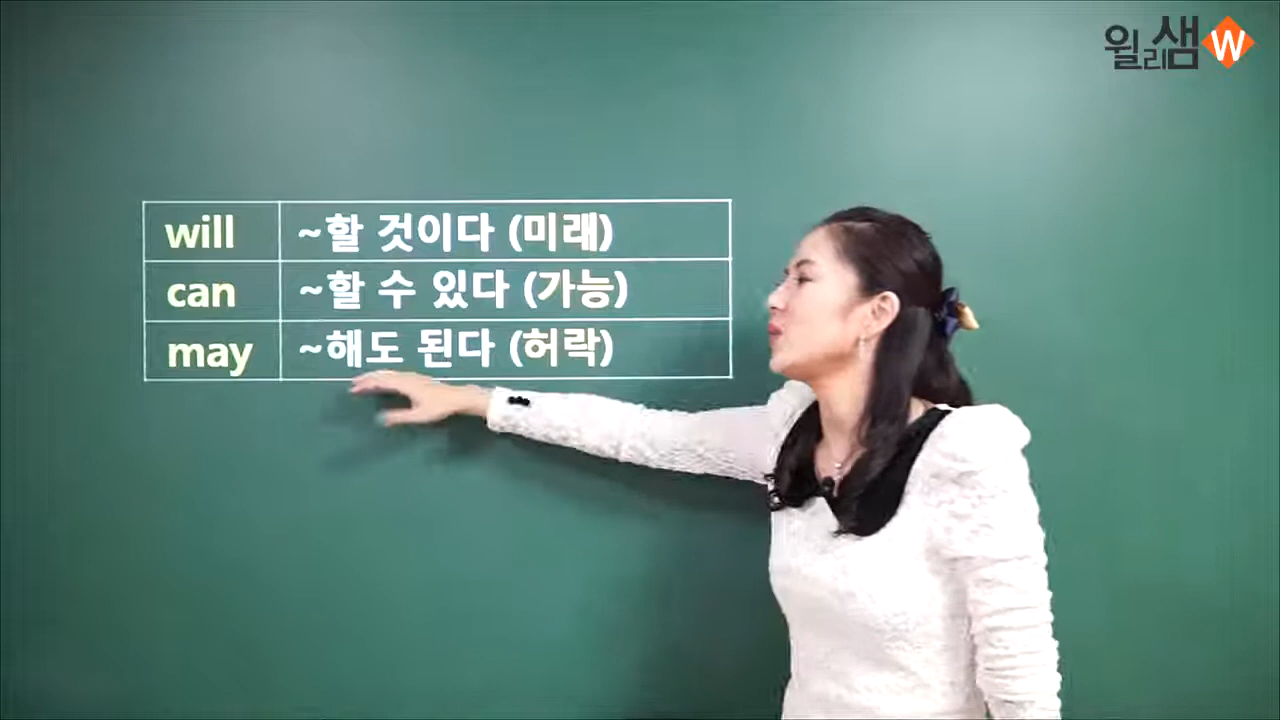 윌리샘 W
will ~할 것이다 (미래)
can ~할 수 있다 (가능)
may ~해도 된다 (허락)